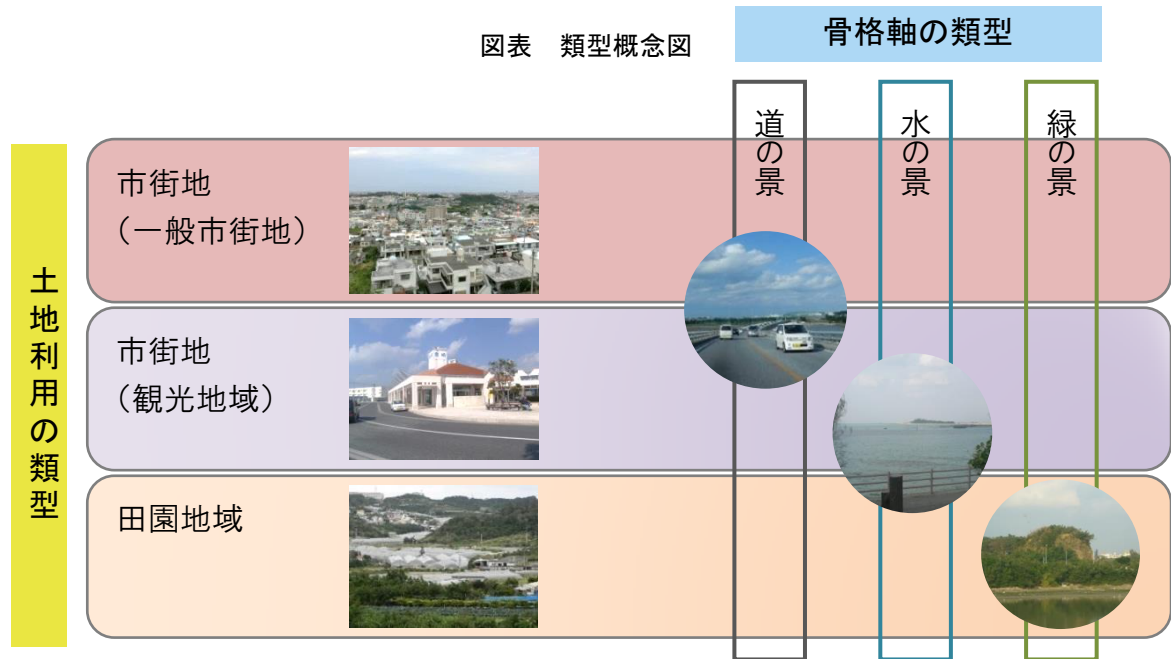 図表　類型概念図
骨格軸の類型
道の景
水の景
緑の景
土地利用の類型
市街地
（一般市街地）
市街地
（観光地域）
田園地域